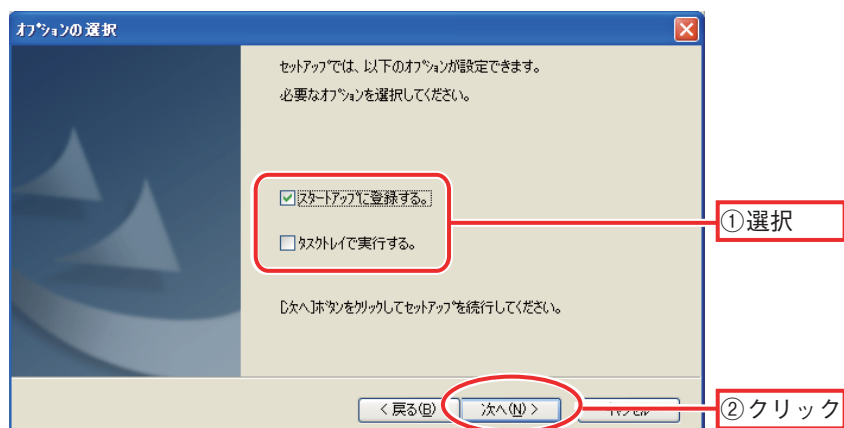 オプションの選択
セットアップでは、以下のオプションが設定できます。
必要なオプションを選択してください。
スタートアップに登録する。
タスクトレイで実行する。
①選択
[次へ]ボタンをクリックしてセットアップを続行してください。
< 戻る(B)
次へ(N) >
②クリック